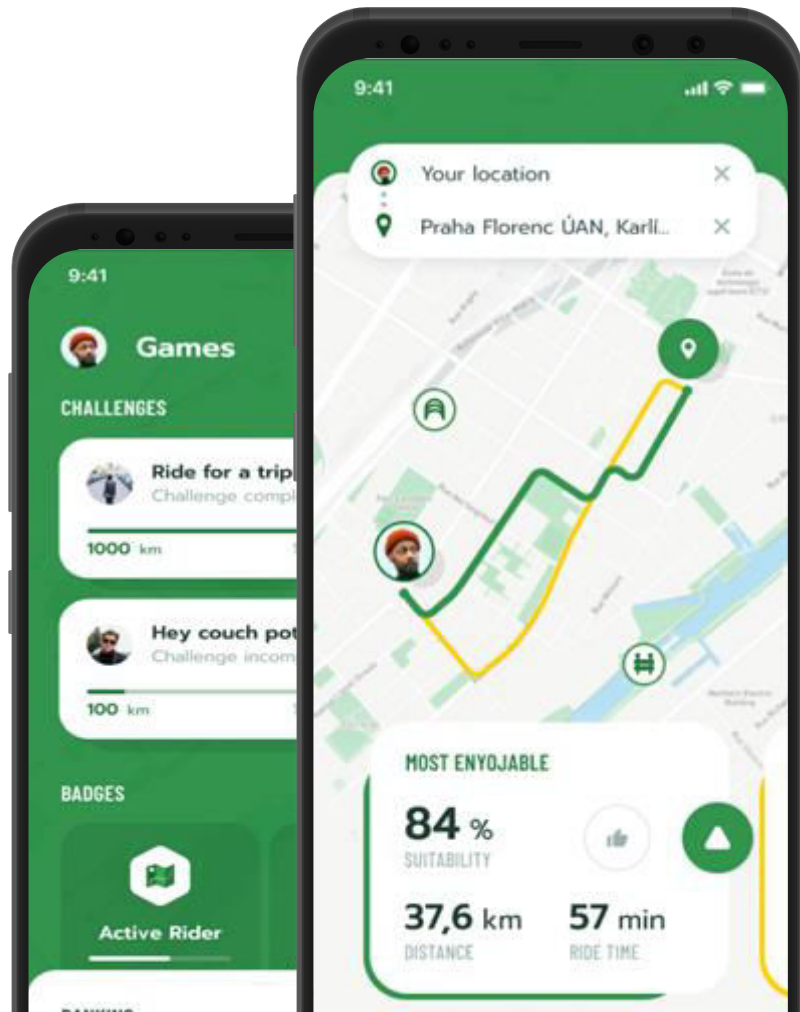 9:41
Games
CHALLENGES
Ride for a trip
Challenge compl
1000 km
Hey couch pot
Challenge incom
100 km
BADGES
Active Rider
RANKING
9:41
Your location
Praha Florenc ÚAN, Karlí...
MOST ENYOJABLE
84 %
SUITABILITY
37,6 km
57 min
DISTANCE
RIDE TIME